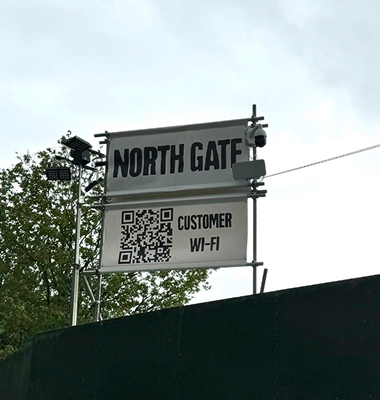 NORTH GATE
CUSTOMER
WI-FI